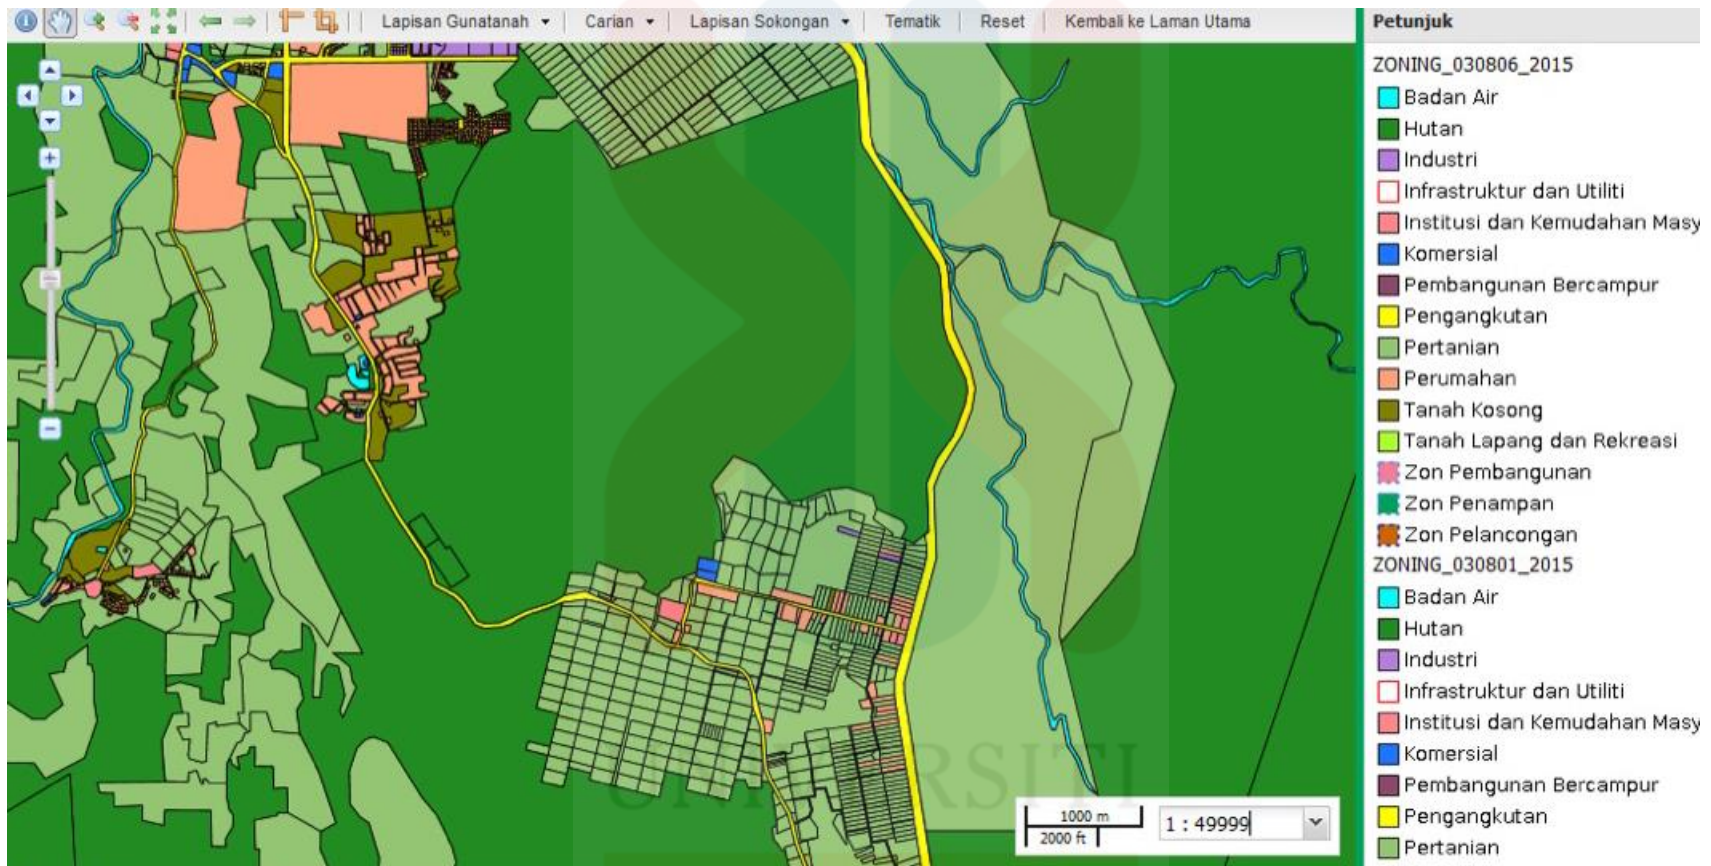 Lapisan Gunatanah Carian Lapisan Sokongan Tematik Reset Kembali ke Laman Utama
Petunjuk
ZONING_030806_2015
Badan Air
Hutan
Industri
Infrastruktur dan Utiliti
Institusi dan Kemudahan Masy
Komersial
Pembangunan Bercampur
Pengangkutan
Pertanian
Perumahan
Tanah Kosong
Tanah Lapang dan Rekreasi
Zon Pembangunan
Zon Penampan
Zon Pelancongan
ZONING_030801_2015
Badan Air
Hutan
Industri
Infrastruktur dan Utiliti
Institusi dan Kemudahan Masy
Komersial
Pembangunan Bercampur
Pengangkutan
Pertanian
UNIVERSITI
1000 m
2000 ft
1 : 49999